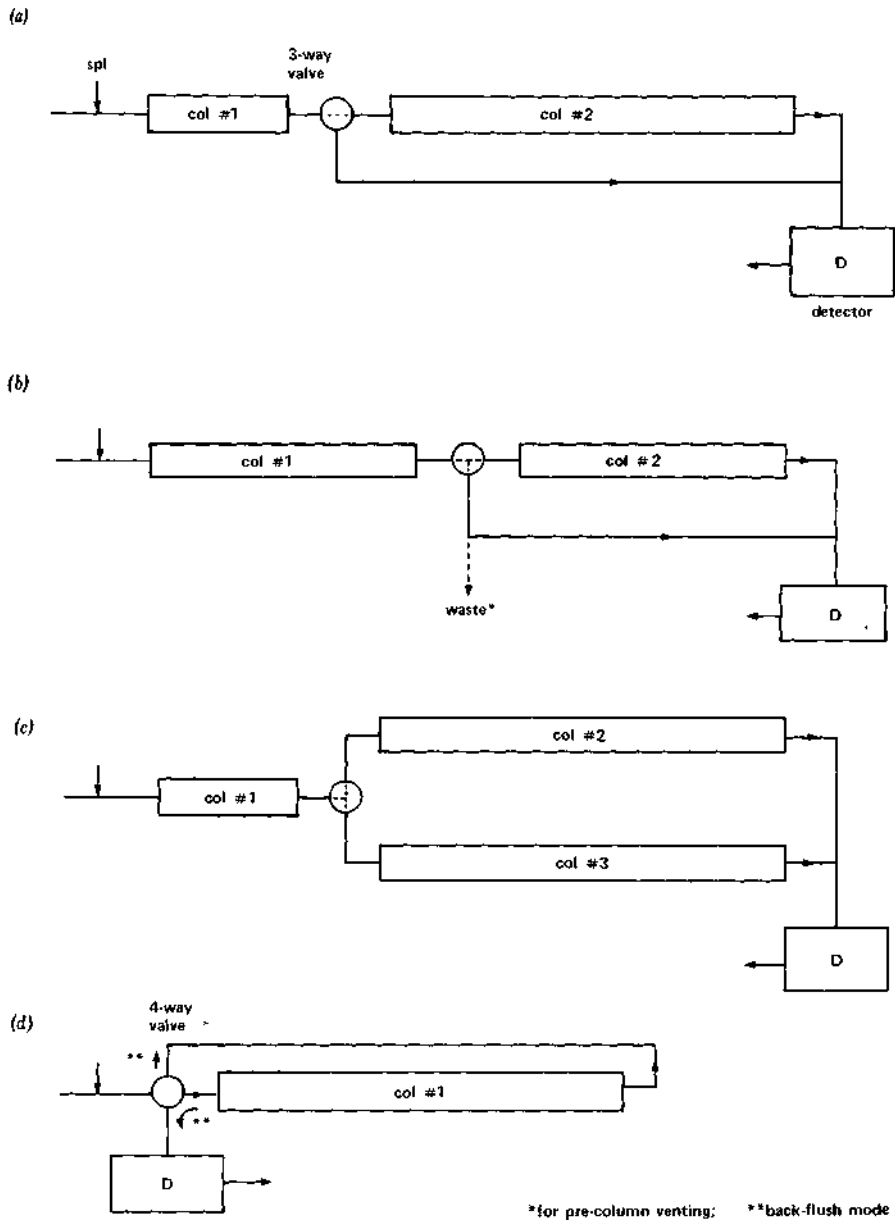 (a)
spl
3-way
valve
col #1
col #2
D
detector
(b)
col #1
col #2
waste*
D
(c)
col #1
col #2
col #3
D
(d)
4-way
valve
**
col #1
**
D
*for pre-column venting; **back-flush mode